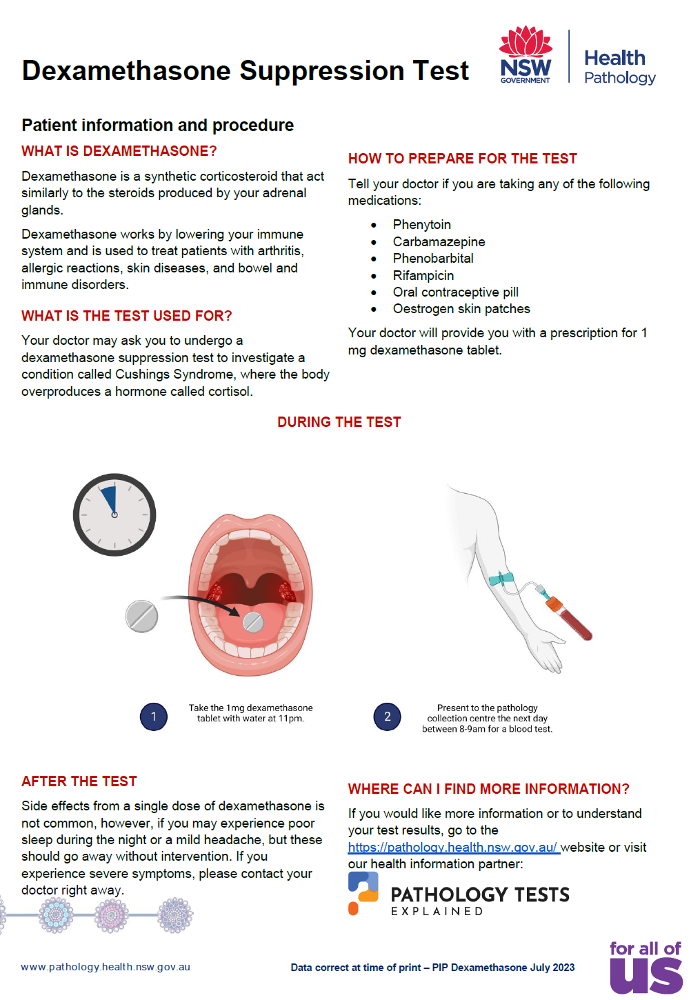 Dexamethasone Suppression Test
NSW
GOVERNMENT
Health
Pathology
Patient information and procedure
WHAT IS DEXAMETHASONE?
Dexamethasone is a synthetic corticosteroid that act
similarly to the steroids produced by your adrenal
glands.
Dexamethasone works by lowering your immune
system and is used to treat patients with arthritis,
allergic reactions, skin diseases, and bowel and
immune disorders.
WHAT IS THE TEST USED FOR?
Your doctor may ask you to undergo a
dexamethasone suppression test to investigate a
condition called Cushings Syndrome, where the body
overproduces a hormone called cortisol.
HOW TO PREPARE FOR THE TEST
Tell your doctor if you are taking any of the following
medications:
• Phenytoin
• Carbamazepine
• Phenobarbital
• Rifampicin
• Oral contraceptive pill
• Oestrogen skin patches
Your doctor will provide you with a prescription for 1
mg dexamethasone tablet.
DURING THE TEST
1
Take the 1mg dexamethasone
tablet with water at 11pm.
2
Present to the pathology
collection centre the next day
between 8-9am for a blood test.
AFTER THE TEST
Side effects from a single dose of dexamethasone is
not common, however, if you may experience poor
sleep during the night or a mild headache, but these
should go away without intervention. If you
experience severe symptoms, please contact your
doctor right away.
WHERE CAN I FIND MORE INFORMATION?
If you would like more information or to understand
your test results, go to the
https://pathology.health.nsw.gov.au/ website or visit
our health information partner:
PATHOLOGY TESTS
EXPLAINED
www.pathology.health.nsw.gov.au
Data correct at time of print – PIP Dexamethasone July 2023
for all of
us